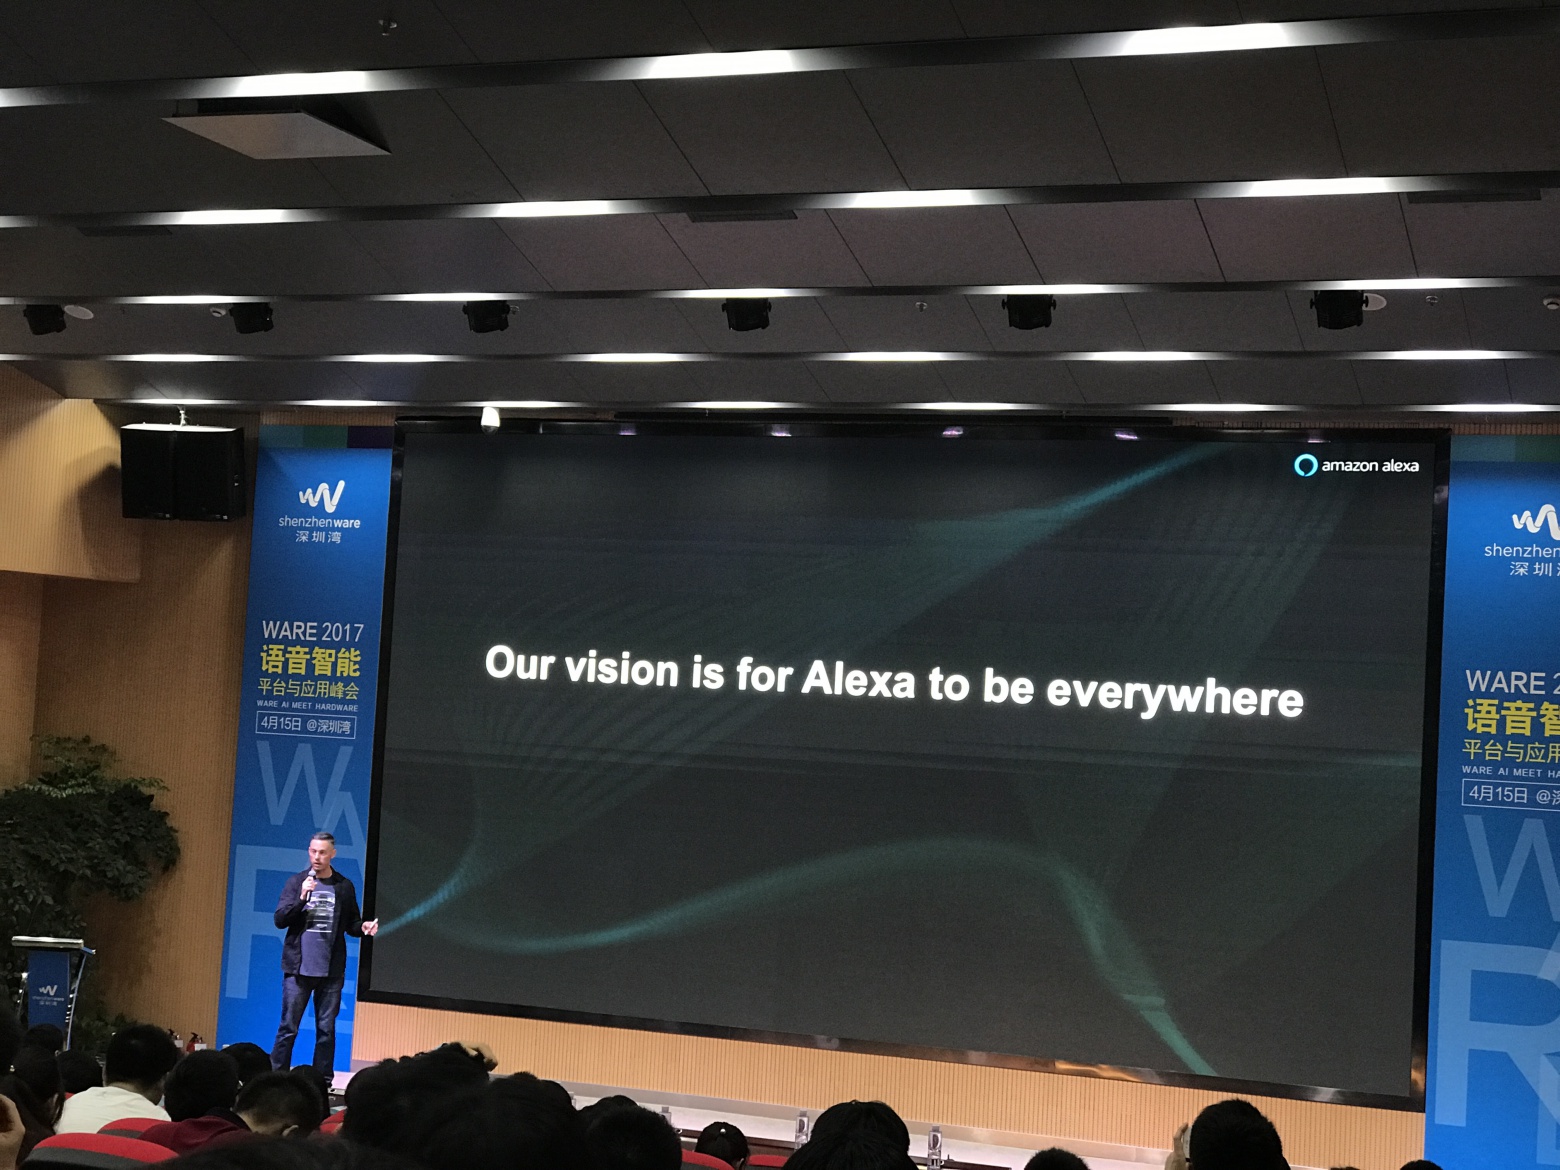 amazon alexa
Our vision is for Alexa to be everywhere
shenzhenware
深圳湾
WARE 2017
语音智能
平台与应用峰会
WARE AI MEET HARDWARE
4月15日 @深圳湾
WA
R
E
shenzhen
深圳
WARE 2
语音智
平台与应用
WARE AI MEET HA
4月15日 @深
W
R